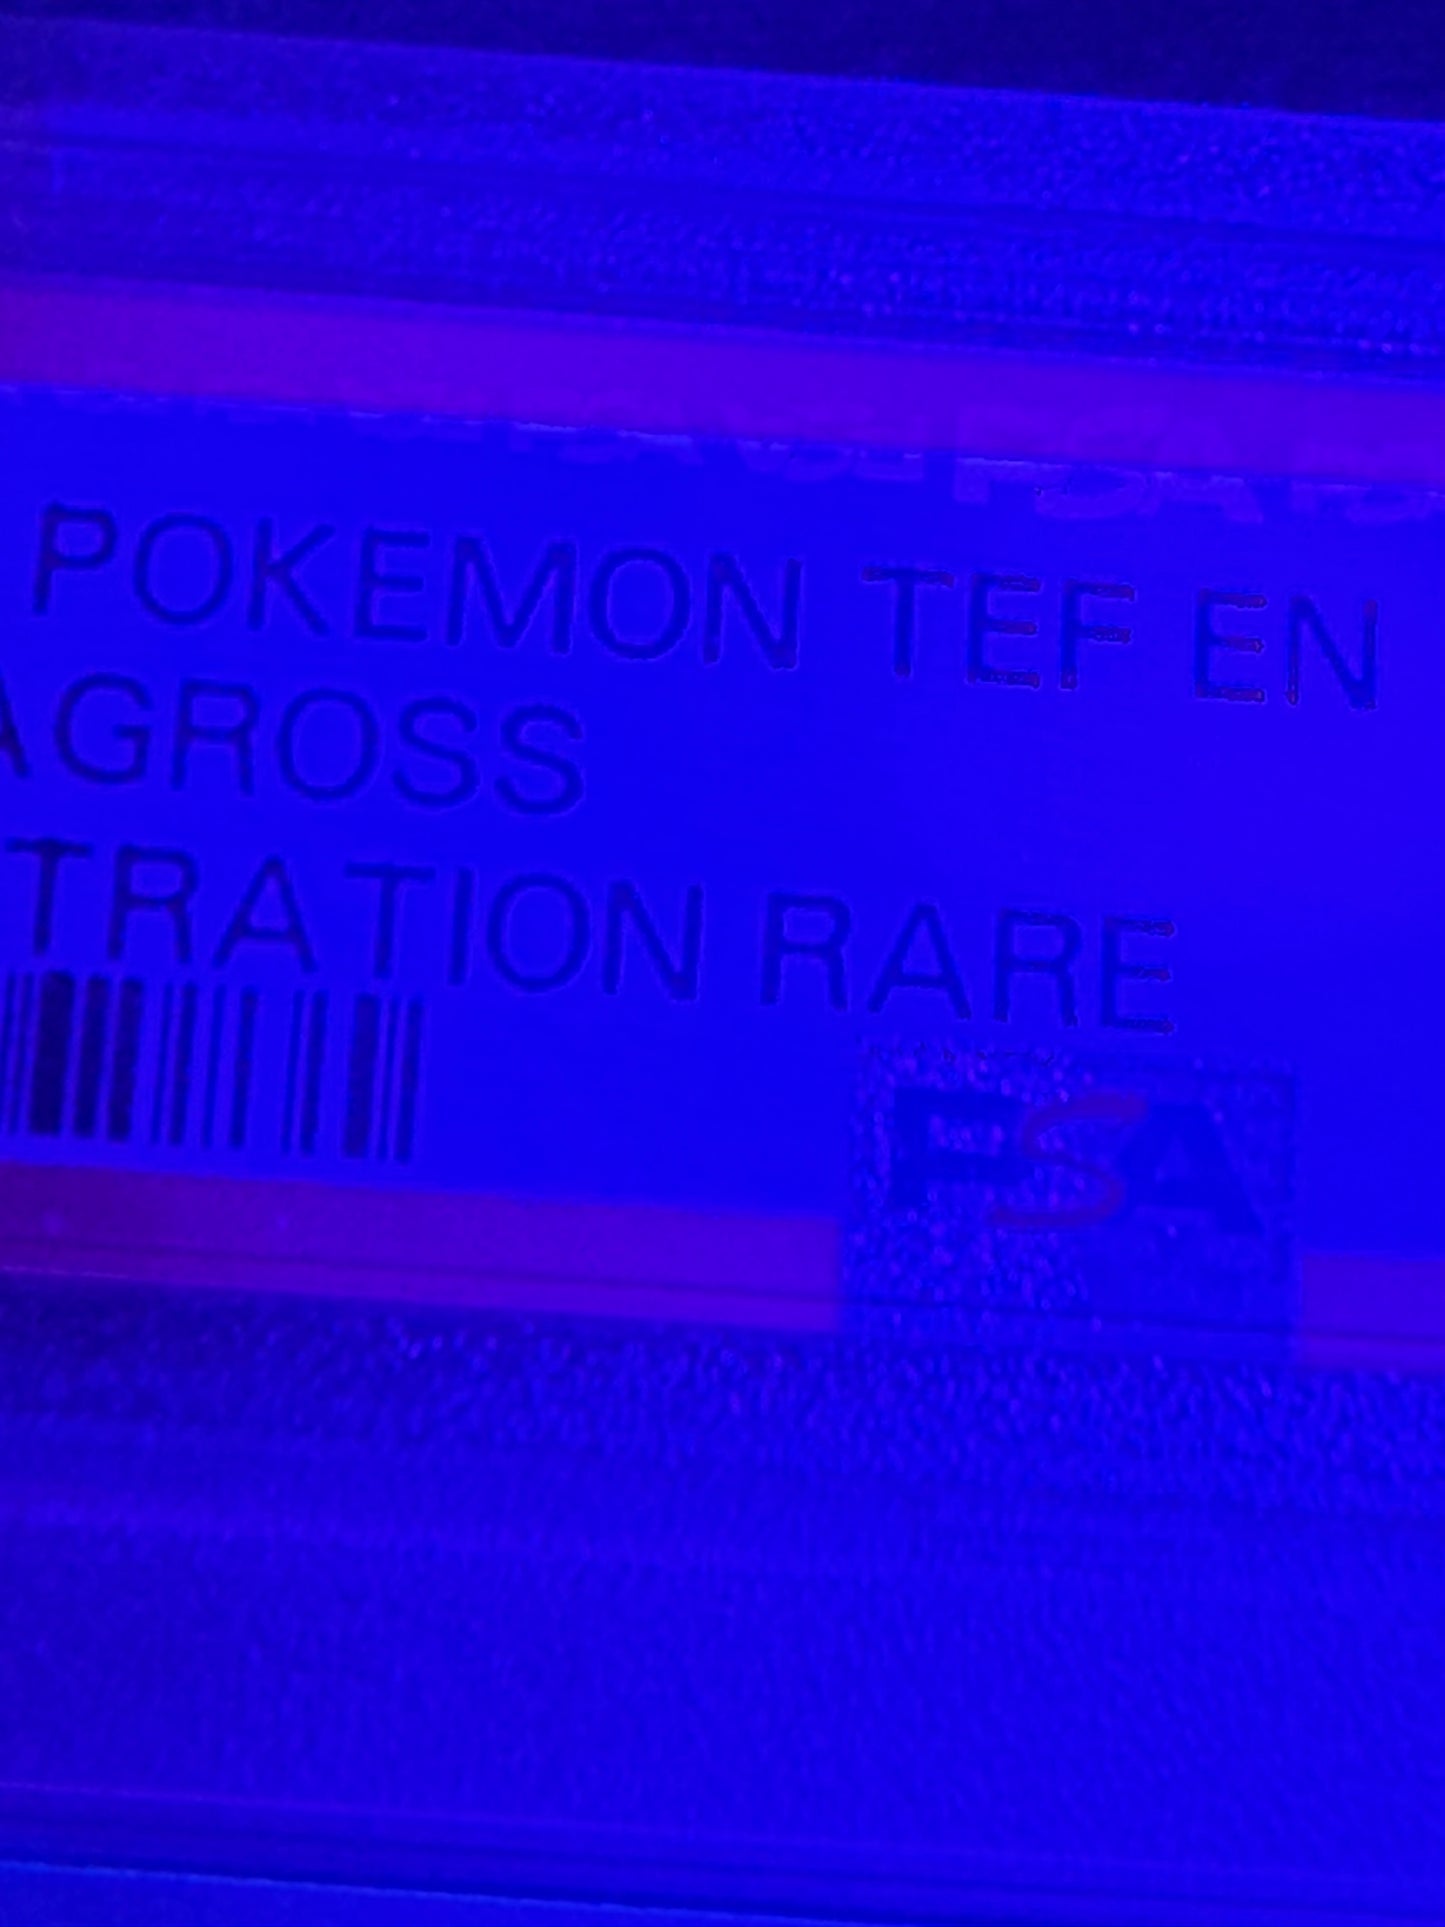 POKEMON TEF EN
AGROSS
TRATION RARE
PSA